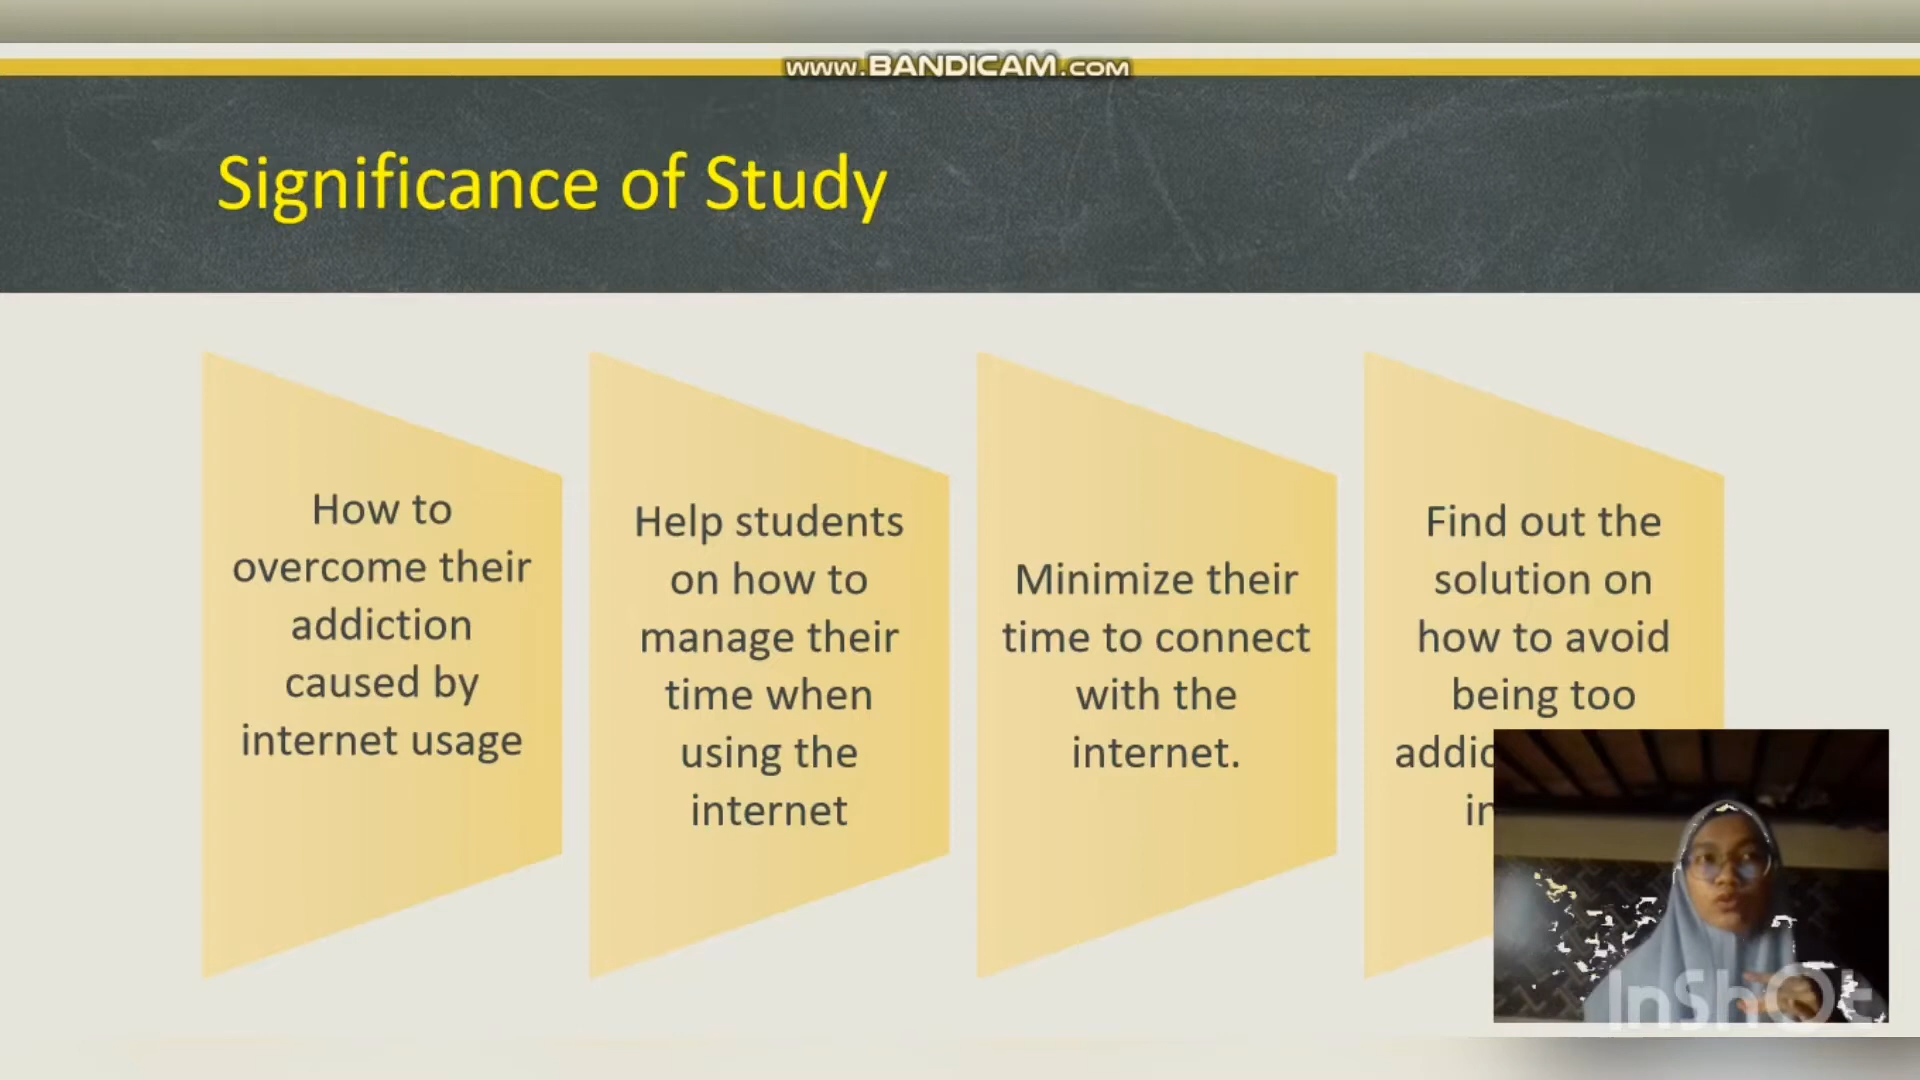 www.BANDICAM.com
Significance of Study
How to
overcome their
addiction
caused by
internet usage
Help students
on how to
manage their
time when
using the
internet
Minimize their
time to connect
with the
internet.
Find out the
solution on
how to avoid
being too
InShOt